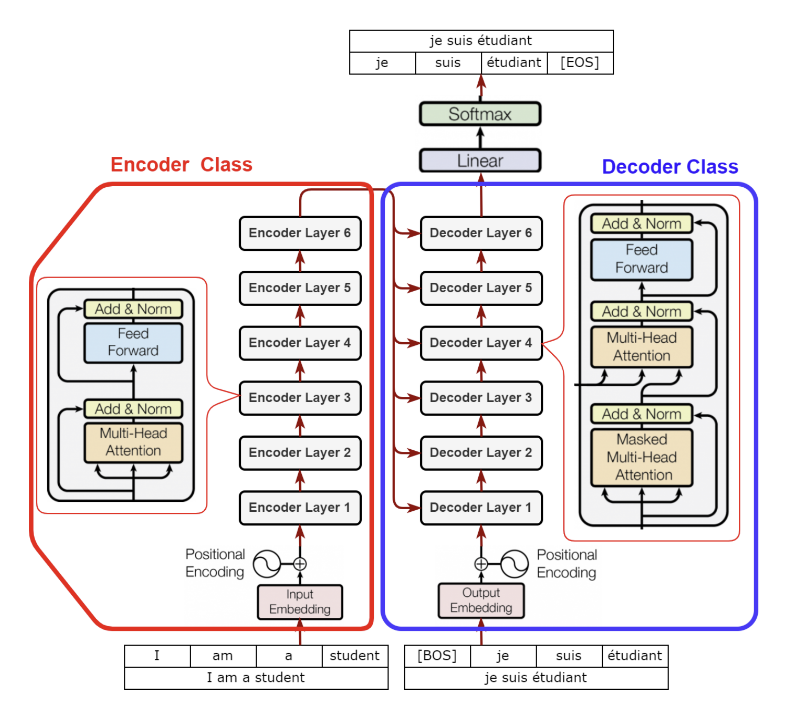 je suis étudiant
je suis étudiant [EOS]
Softmax
Linear
Encoder Class
Encoder Layer 6
Encoder Layer 5
Encoder Layer 4
Encoder Layer 3
Encoder Layer 2
Encoder Layer 1
Add & Norm
Feed
Forward
Add & Norm
Multi-Head
Attention
Positional
Encoding
Input
Embedding
I am a student
I am a student
Decoder Class
Decoder Layer 6
Decoder Layer 5
Decoder Layer 4
Decoder Layer 3
Decoder Layer 2
Decoder Layer 1
Add & Norm
Feed
Forward
Add & Norm
Multi-Head
Attention
Add & Norm
Masked
Multi-Head
Attention
Positional
Encoding
Output
Embedding
[BOS] je suis étudiant
je suis étudiant